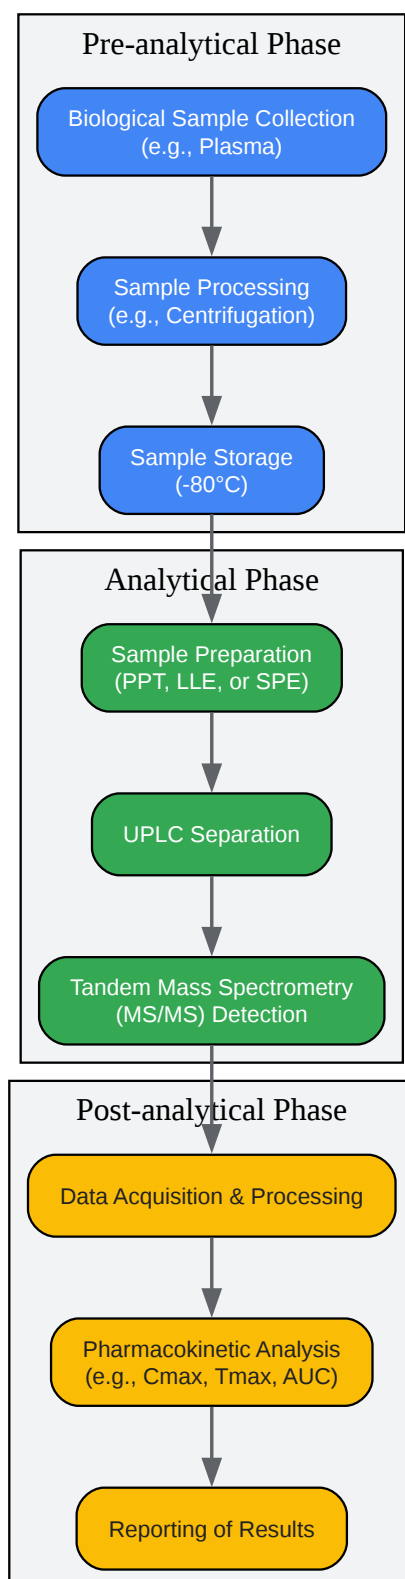 Pre-analytical Phase
Biological Sample Collection
(e.g., Plasma)
Sample Processing
(e.g., Centrifugation)
Sample Storage
(-80°C)
Analytical Phase
Sample Preparation
(PPT, LLE, or SPE)
UPLC Separation
Tandem Mass Spectrometry
(MS/MS) Detection
Post-analytical Phase
Data Acquisition & Processing
Pharmacokinetic Analysis
(e.g., Cmax, Tmax, AUC)
Reporting of Results